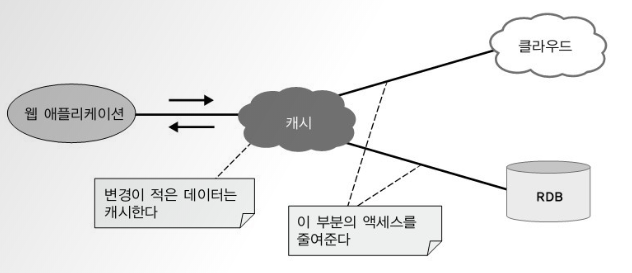 클라우드
웹 애플리케이션
캐시
변경이 적은 데이터는
캐시한다
RDB
이 부분의 액세스를
줄여준다